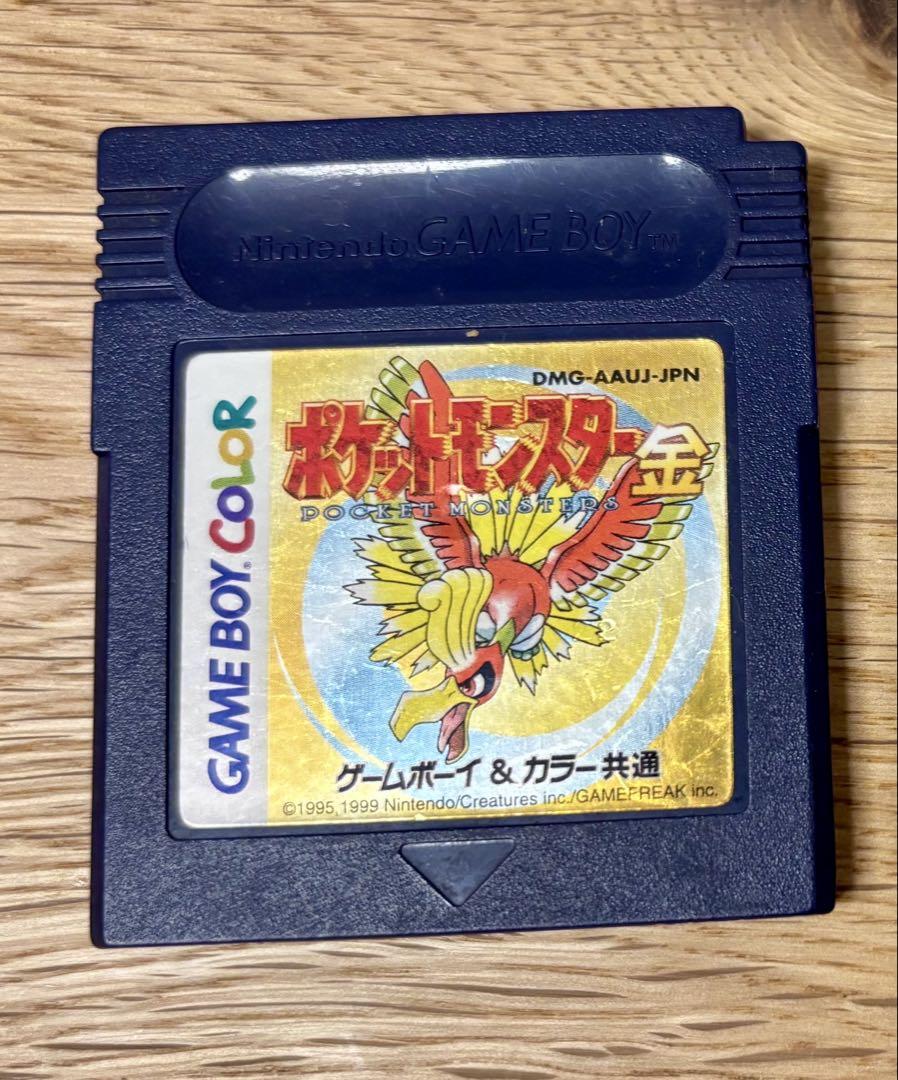 Nintendo GAME BOY™
GAME BOY® COLOR
DMG-AAUJ-JPN
ポケットモンスター金
POCKET MONSTERS
ゲームボーイ & カラー共通
©1995,1999 Nintendo/Creatures inc./GAMEFREAK inc.